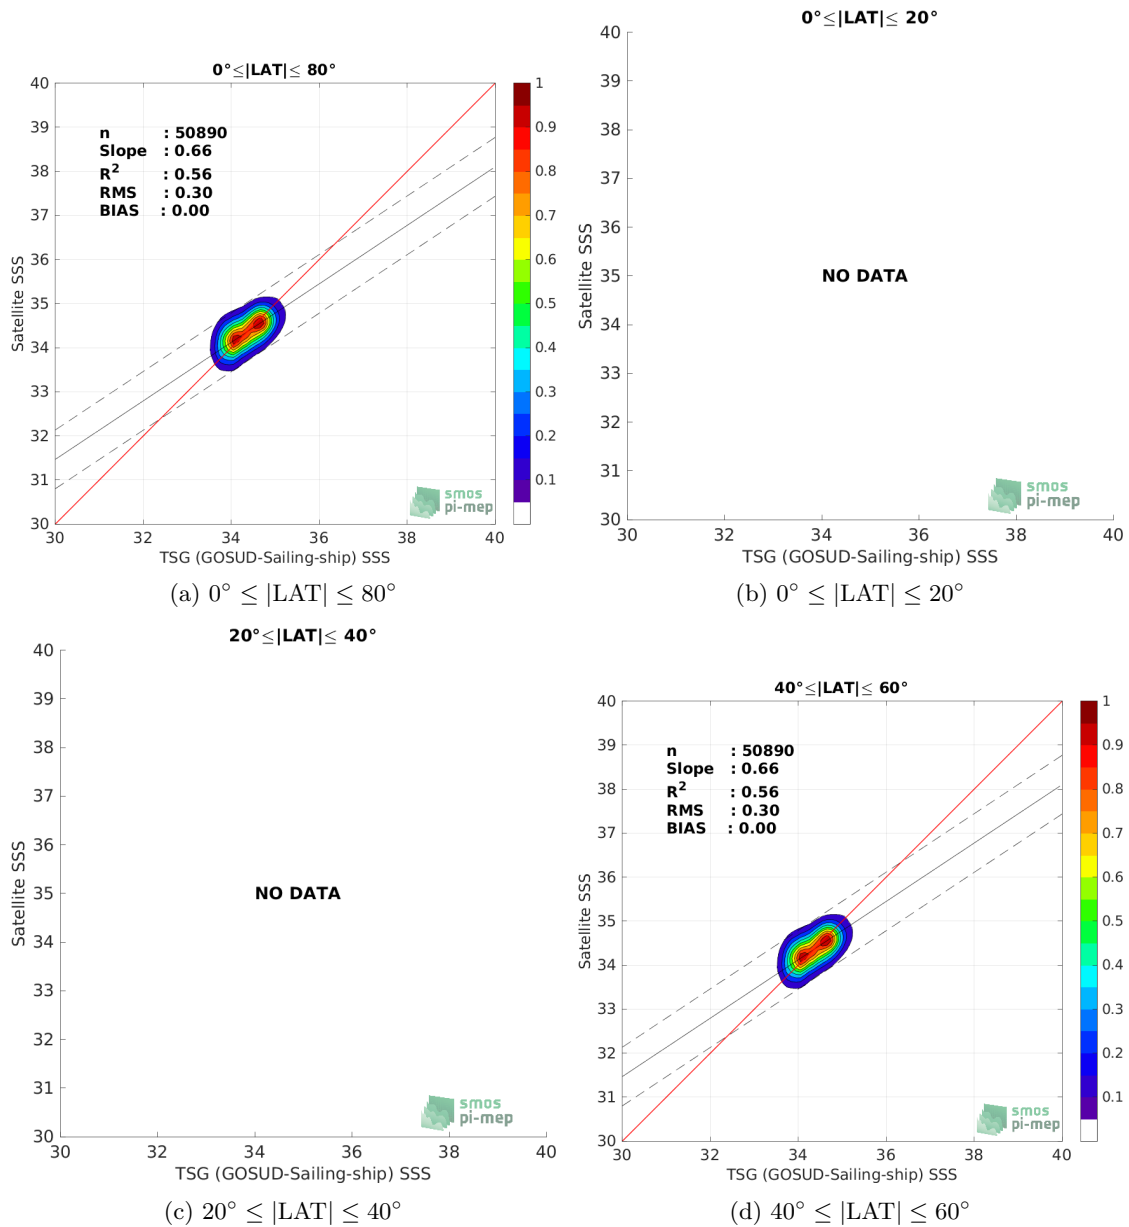 0°≤|LAT|≤ 80°
n : 50890
Slope : 0.66
R² : 0.56
RMS : 0.30
BIAS : 0.00
40
39
38
37
36
35
34
33
32
31
30
30 32 34 36 38 40
Satellite SSS
TSG (GOSUD-Sailing-ship) SSS
1
0.9
0.8
0.7
0.6
0.5
0.4
0.3
0.2
0.1
smos
pi-mep
(a) 0° ≤ |LAT| ≤ 80°
0°≤|LAT|≤ 20°
40
39
38
37
36
35
34
33
32
31
30
30 32 34 36 38 40
Satellite SSS
NO DATA
TSG (GOSUD-Sailing-ship) SSS
smos
pi-mep
(b) 0° ≤ |LAT| ≤ 20°
20°≤|LAT|≤ 40°
40
39
38
37
36
35
34
33
32
31
30
30 32 34 36 38 40
Satellite SSS
NO DATA
TSG (GOSUD-Sailing-ship) SSS
smos
pi-mep
(c) 20° ≤ |LAT| ≤ 40°
40°≤|LAT|≤ 60°
n : 50890
Slope : 0.66
R² : 0.56
RMS : 0.30
BIAS : 0.00
40
39
38
37
36
35
34
33
32
31
30
30 32 34 36 38 40
Satellite SSS
TSG (GOSUD-Sailing-ship) SSS
1
0.9
0.8
0.7
0.6
0.5
0.4
0.3
0.2
0.1
smos
pi-mep
(d) 40° ≤ |LAT| ≤ 60°